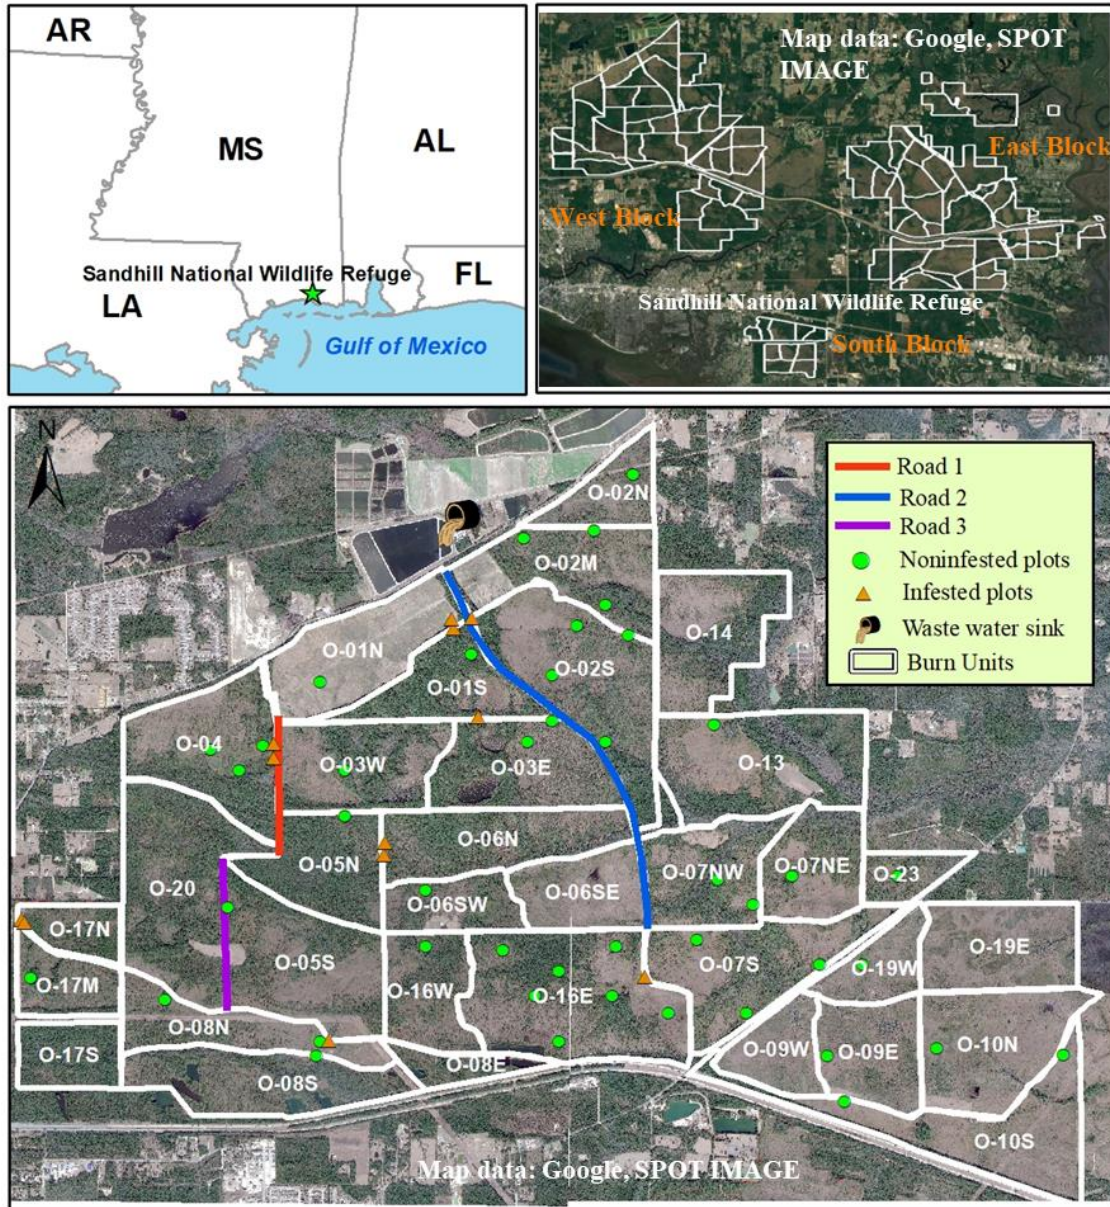 AR
MS
AL
Sandhill National Wildlife Refuge
FL
LA
Gulf of Mexico
Map data: Google, SPOT
IMAGE
East Block
West Block
Sandhill National Wildlife Refuge
South Block
N
Road 1
Road 2
Road 3
Noninfested plots
Infested plots
Waste water sink
Burn Units
O-02N
O-02M
O-14
O-01N
O-02S
O-01S
O-04
O-03W
O-03E
O-13
O-06N
O-05N
O-07NW
O-07NE
O-23
O-20
O-06SW
O-06SE
O-17N
O-19E
O-05S
O-07S
O-19W
O-17M
O-16W
O-16E
O-08N
O-17S
O-08E
O-09W
O-09E
O-10N
O-08S
O-10S
Map data: Google, SPOT IMAGE